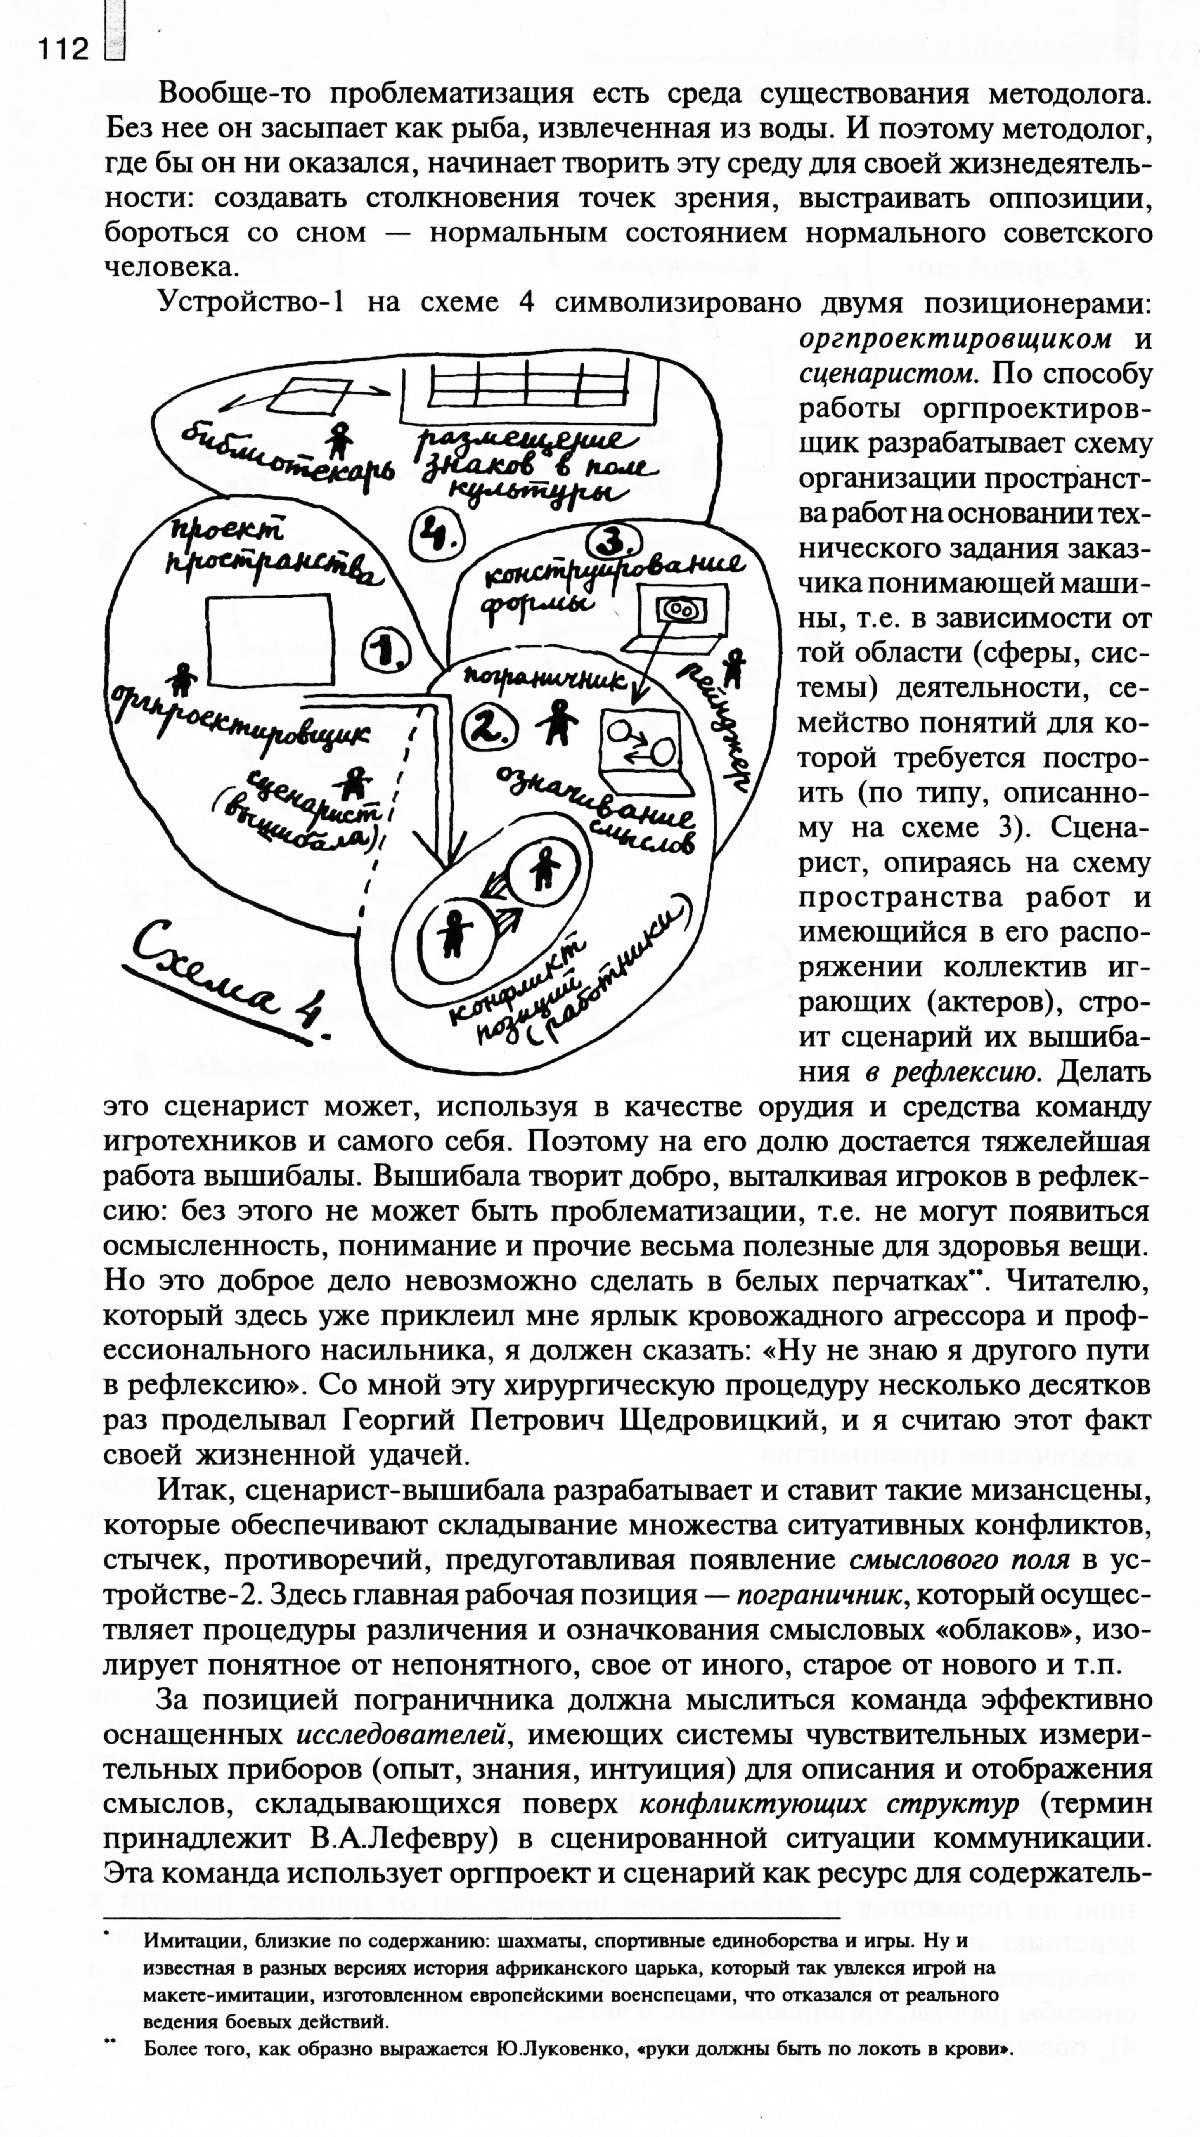 112
Вообще-то проблематизация есть среда существования методолога.
Без нее он засыпает как рыба, извлеченная из воды. И поэтому методолог,
где бы он ни оказался, начинает творить эту среду для своей жизнедеятель-
ности: создавать столкновения точек зрения, выстраивать оппозиции,
бороться со сном — нормальным состоянием нормального советского
человека.
Устройство-1 на схеме 4 символизировано двумя позиционерами:
оргпроектировщиком и
сценаристом. По способу
работы оргпроектиров-
щик разрабатывает схему
организации пространст-
ва работ на основании тех-
нического задания заказ-
чика понимающей маши-
ны, т.е. в зависимости от
той области (сферы, сис-
темы) деятельности, се-
мейство понятий для ко-
торой требуется постро-
ить (по типу, описанно-
му на схеме 3). Сцена-
рист, опираясь на схему
пространства работ и
имеющийся в его распо-
ряжении коллектив иг-
рающих (актеров), стро-
ит сценарий их вышиба-
ния в рефлексию. Делать
библиотекарь
размещение
знаков в поле
культуры
4.
проект
пространства
1.
оргпроектировщик
сценарист
(вышибала)
3.
конструирование
формы
рейнджер
пограничник
2.
означивание
смыслов
конфликт
позиций
(работники)
Схема 4.
это сценарист может, используя в качестве орудия и средства команду
игротехников и самого себя. Поэтому на его долю достается тяжелейшая
работа вышибалы. Вышибала творит добро, выталкивая игроков в рефлек-
сию: без этого не может быть проблематизации, т.е. не могут появиться
осмысленность, понимание и прочие весьма полезные для здоровья вещи.
Но это доброе дело невозможно сделать в белых перчатках**. Читателю,
который здесь уже приклеил мне ярлык кровожадного агрессора и проф-
ессионального насильника, я должен сказать: «Ну не знаю я другого пути
в рефлексию». Со мной эту хирургическую процедуру несколько десятков
раз проделывал Георгий Петрович Щедровицкий, и я считаю этот факт
своей жизненной удачей.
Итак, сценарист-вышибала разрабатывает и ставит такие мизансцены,
которые обеспечивают складывание множества ситуативных конфликтов,
стычек, противоречий, предуготавливая появление смыслового поля в ус-
тройстве-2. Здесь главная рабочая позиция — пограничник, который осущес-
твляет процедуры различения и означкования смысловых «облаков», изо-
лирует понятное от непонятного, свое от иного, старое от нового и т.п.
За позицией пограничника должна мыслиться команда эффективно
оснащенных исследователей, имеющих системы чувствительных измери-
тельных приборов (опыт, знания, интуиция) для описания и отображения
смыслов, складывающихся поверх конфликтующих структур (термин
принадлежит В.А.Лефевру) в сценированной ситуации коммуникации.
Эта команда использует оргпроект и сценарий как ресурс для содержатель-
* Имитации, близкие по содержанию: шахматы, спортивные единоборства и игры. Ну и
известная в разных версиях история африканского царька, который так увлекся игрой на
макете-имитации, изготовленном европейскими военспецами, что отказался от реального
ведения боевых действий.
** Более того, как образно выражается Ю.Луковенко, «руки должны быть по локоть в крови».